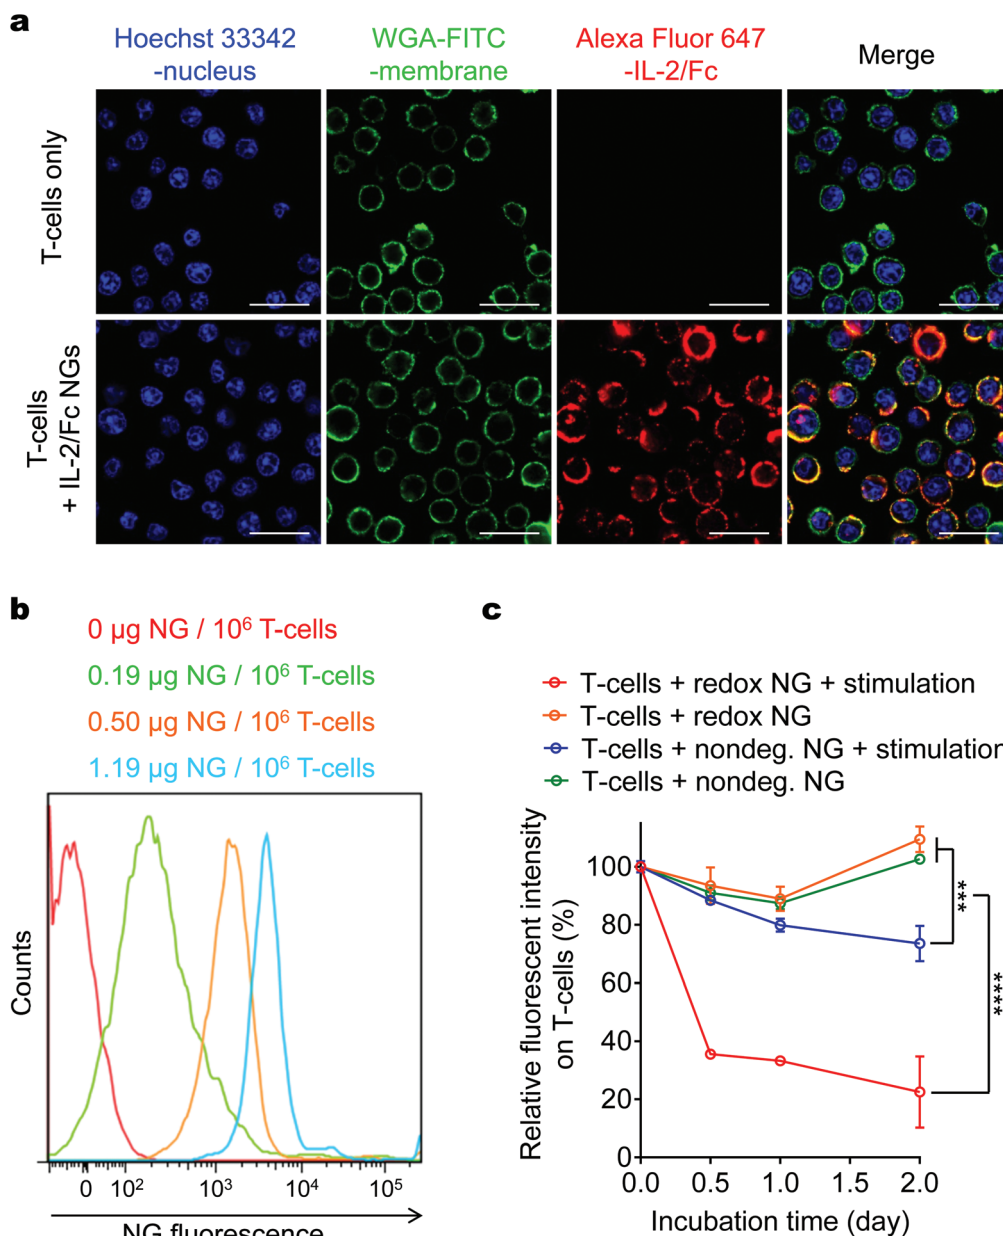 a
Hoechst 33342
-nucleus
WGA-FITC
-membrane
Alexa Fluor 647
-IL-2/Fc
Merge
T-cells only
T-cells
+ IL-2/Fc NGs
b
0 µg NG / 10⁶ T-cells
0.19 µg NG / 10⁶ T-cells
0.50 µg NG / 10⁶ T-cells
1.19 µg NG / 10⁶ T-cells
Counts
0 10² 10³ 10⁴ 10⁵
NG fluorescence
c
T-cells + redox NG + stimulation
T-cells + redox NG
T-cells + nondeg. NG + stimulation
T-cells + nondeg. NG
Relative fluorescent intensity
on T-cells (%)
100
80
60
40
20
0
***
****
0.0 0.5 1.0 1.5 2.0
Incubation time (day)